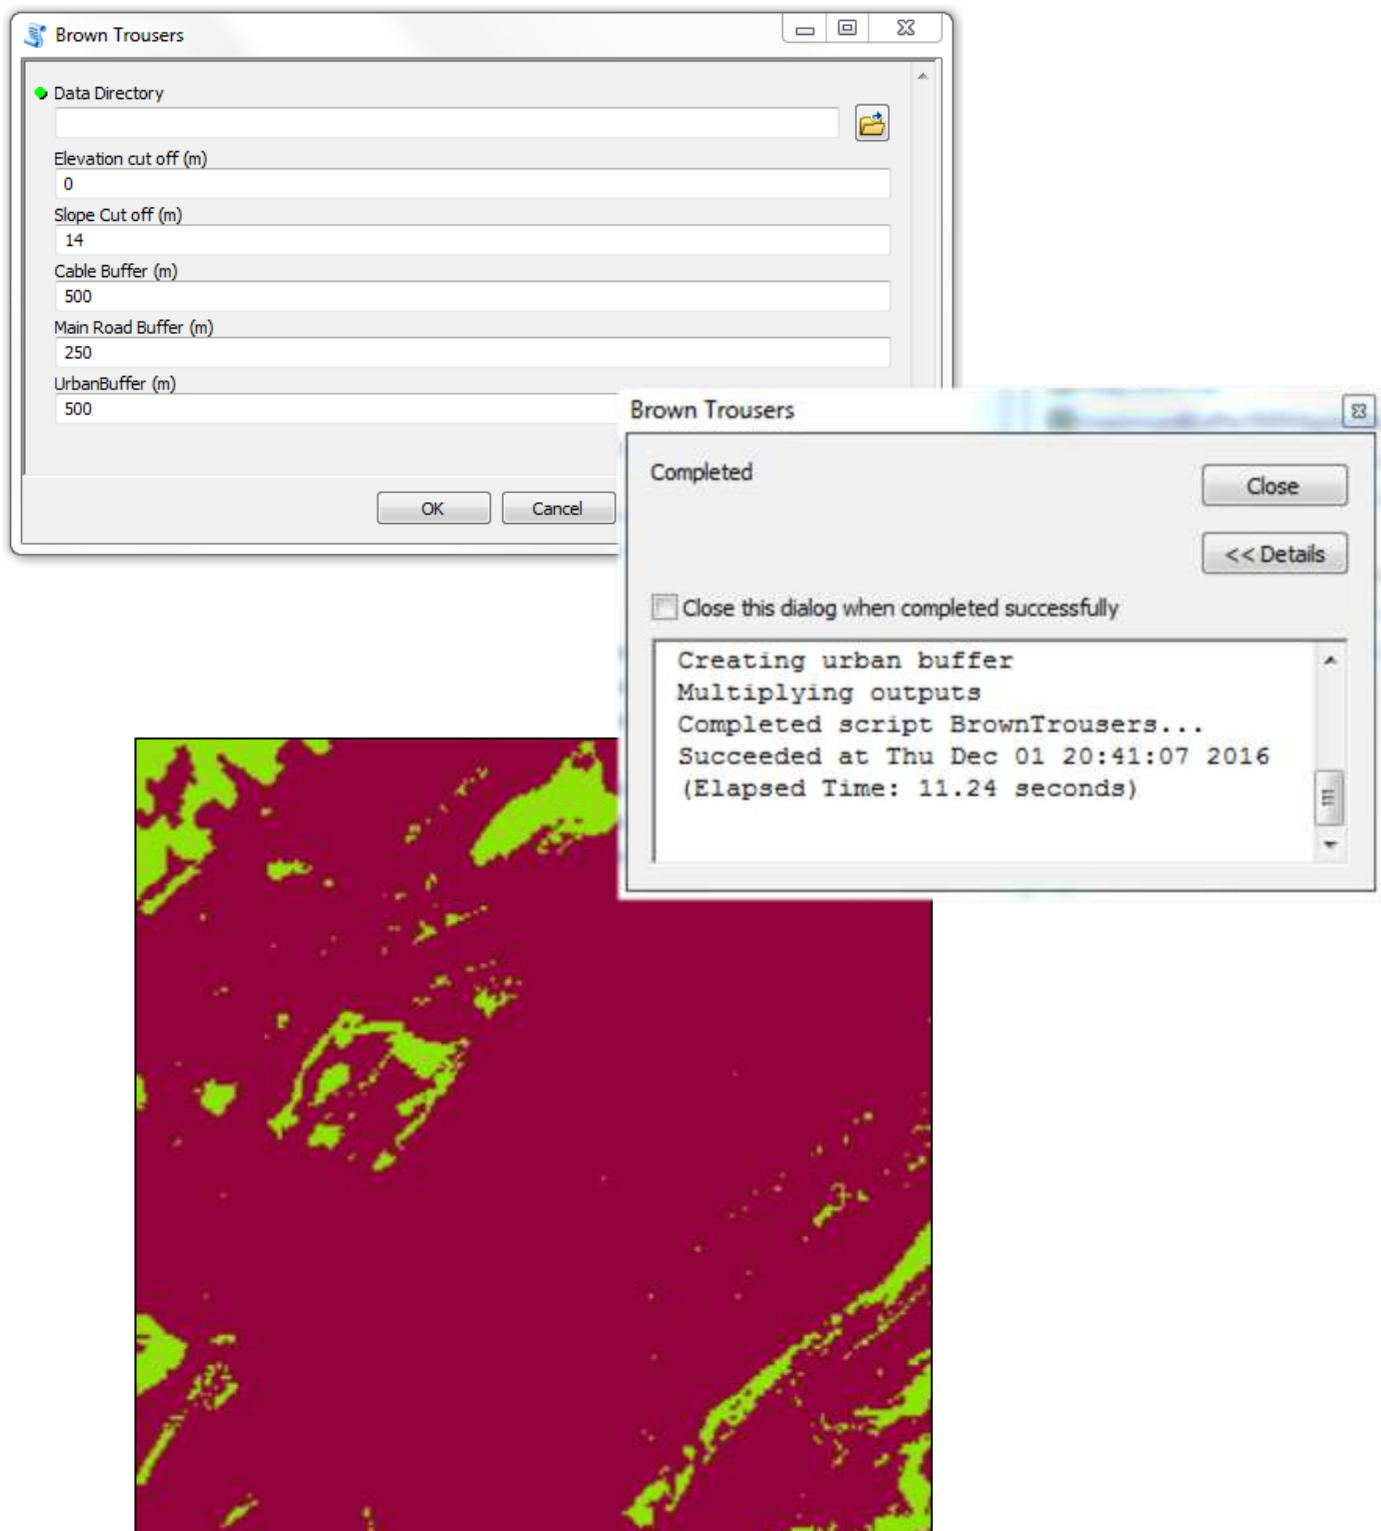 Brown Trousers
Data Directory
Elevation cut off (m)
0
Slope Cut off (m)
14
Cable Buffer (m)
500
Main Road Buffer (m)
250
UrbanBuffer (m)
500
OK Cancel
Brown Trousers
Completed
Close
<< Details
Close this dialog when completed successfully
Creating urban buffer
Multiplying outputs
Completed script BrownTrousers...
Succeeded at Thu Dec 01 20:41:07 2016
(Elapsed Time: 11.24 seconds)